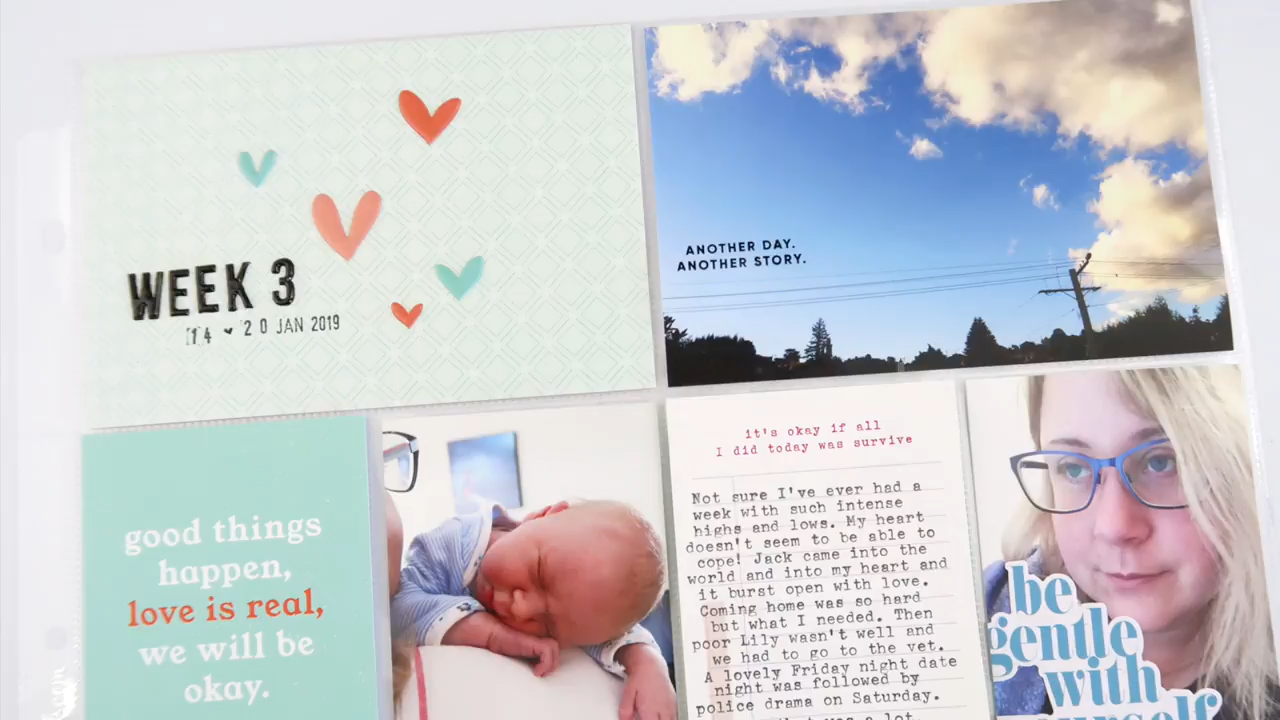 WEEK 3
14 ♥ 20 JAN 2019
ANOTHER DAY.
ANOTHER STORY.
good things
happen,
love is real,
we will be
okay.
it's okay if all
I did today was survive
Not sure I've ever had a
week with such intense
highs and lows. My heart
doesn't seem to be able to
cope! Jack came into the
world and into my heart and
it burst open with love.
Coming home was so hard
but what I needed. Then
poor Lily wasn't well and
we had to go to the vet.
A lovely Friday night date
night was followed by
police drama on Saturday.
that was a lot.
be
gentle
with
yourself